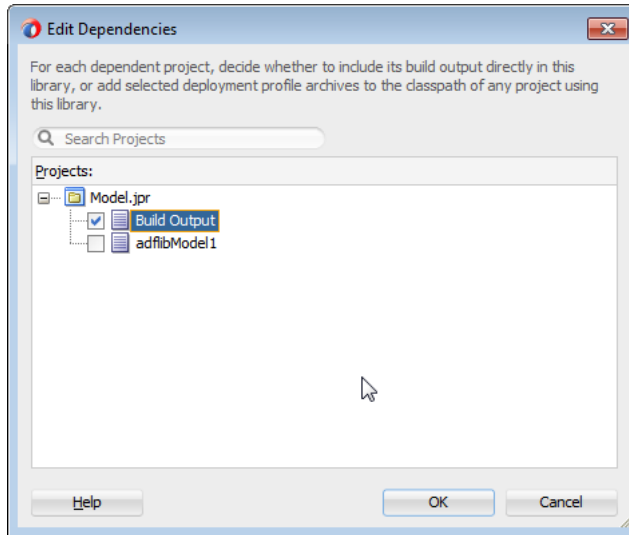 Edit Dependencies
For each dependent project, decide whether to include its build output directly in this
library, or add selected deployment profile archives to the classpath of any project using
this library.
Search Projects
Projects:
Model.jpr
Build Output
adflibModel1
Help
OK
Cancel